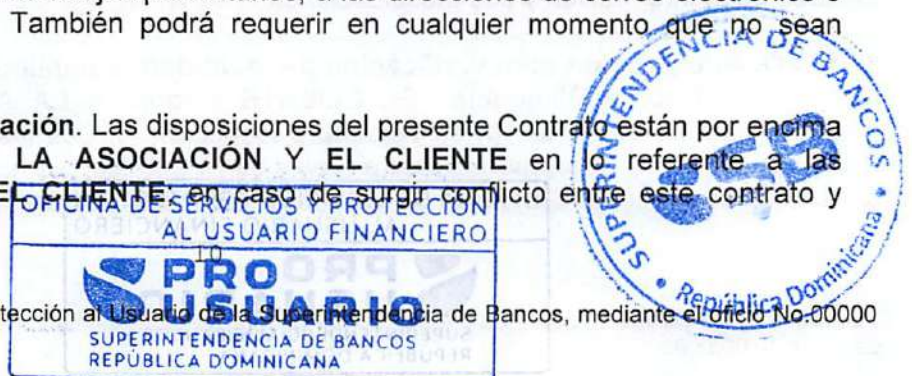 También podrá requerir en cualquier momento que no sean
ación. Las disposiciones del presente Contrato están por encima
LA ASOCIACIÓN Y EL CLIENTE en lo referente a las
EL CLIENTE; en caso de surgir conflicto entre este contrato y
OFICINA DE SERVICIOS Y PROTECCIÓN
AL USUARIO FINANCIERO
10
PRO
USUARIO
tección al Usuario de la Superintendencia de Bancos, mediante el oficio No.00000
SUPERINTENDENCIA DE BANCOS
REPÚBLICA DOMINICANA
SUPERINTENDENCIA DE BANCOS
SB
República Dominicana